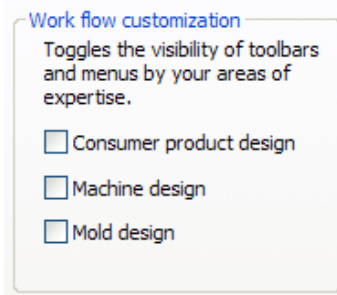 Work flow customization
Toggles the visibility of toolbars
and menus by your areas of
expertise.
Consumer product design
Machine design
Mold design